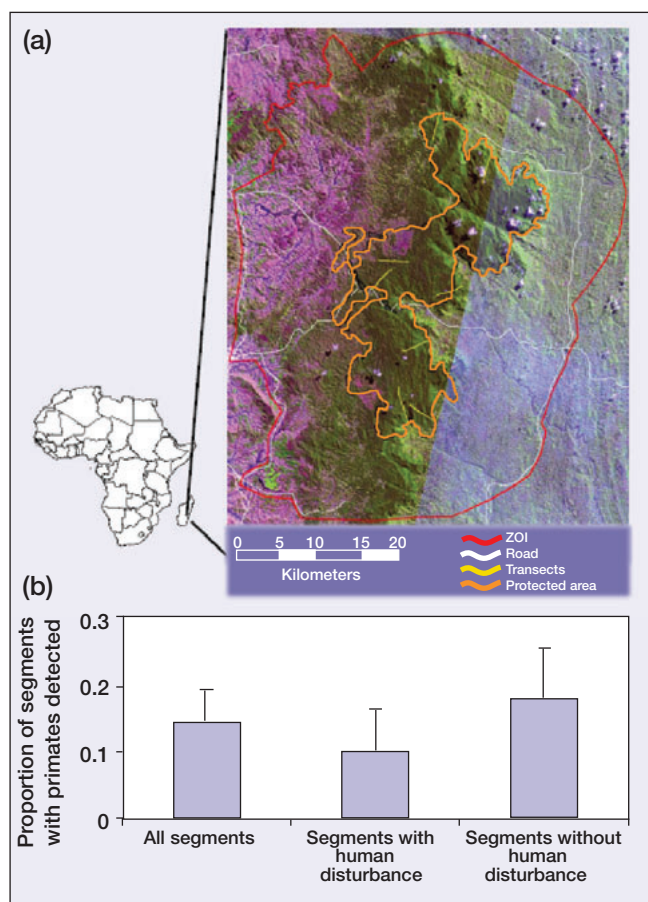 (a)
ZOI
0 5 10 15 20
Road
Transects
Kilometers
Protected area
(b)
Proportion of segments
with primates detected
0.3
0.2
0.1
0
All segments
Segments with
human
disturbance
Segments without
human
disturbance